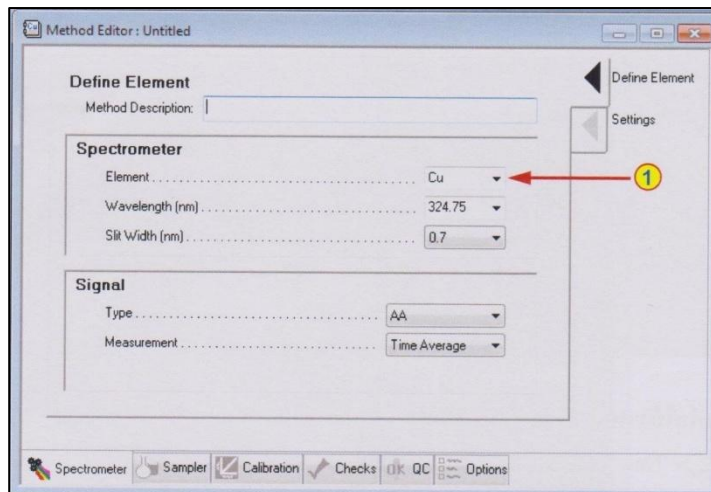 Method Editor : Untitled
Define Element
Method Description:
Define Element
Settings
Spectrometer
Element . . . . . . . . . . . . . . . . . . . . Cu
1
Wavelength (nm) . . . . . . . . . . . . . . . . . . . . 324.75
Slit Width (nm) . . . . . . . . . . . . . . . . . . . . 0.7
Signal
Type . . . . . . . . . . . . . . . . . . . . AA
Measurement . . . . . . . . . . . . . . . . . . . . Time Average
Spectrometer Sampler Calibration Checks QC Options